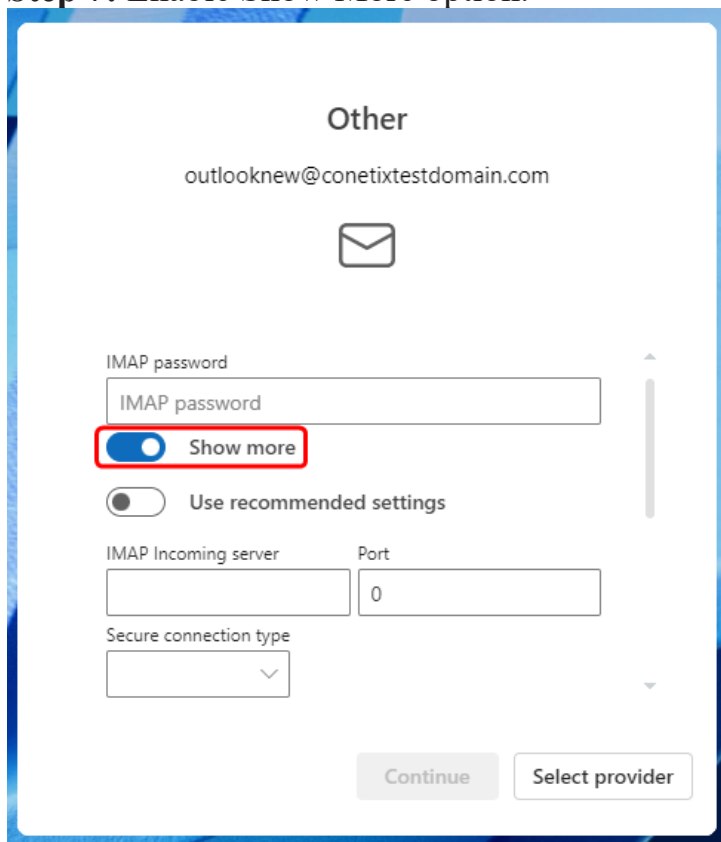 Other
outlooknew@conetixtestdomain.com
IMAP password
IMAP password
Show more
Use recommended settings
IMAP Incoming server Port
0
Secure connection type
Continue Select provider